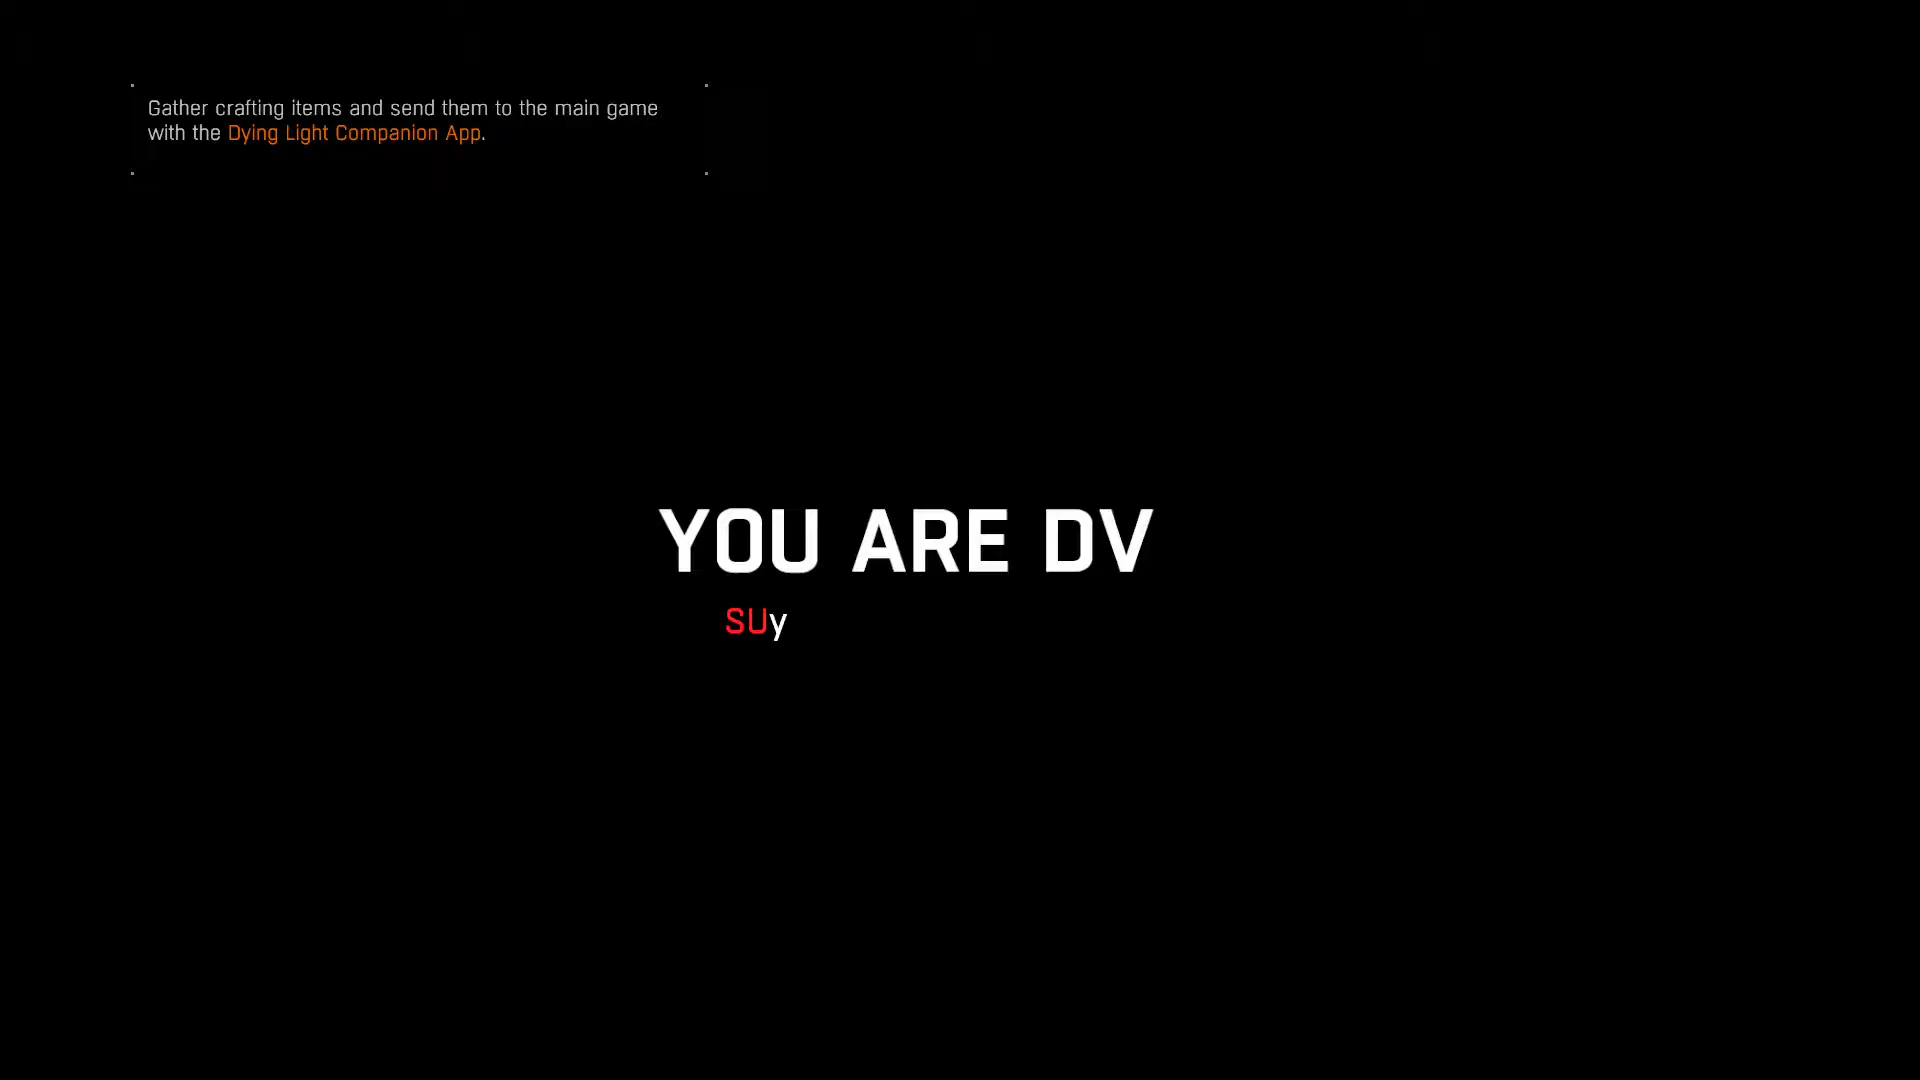 Gather crafting items and send them to the main game
with the Dying Light Companion App.
YOU ARE DV
SUy